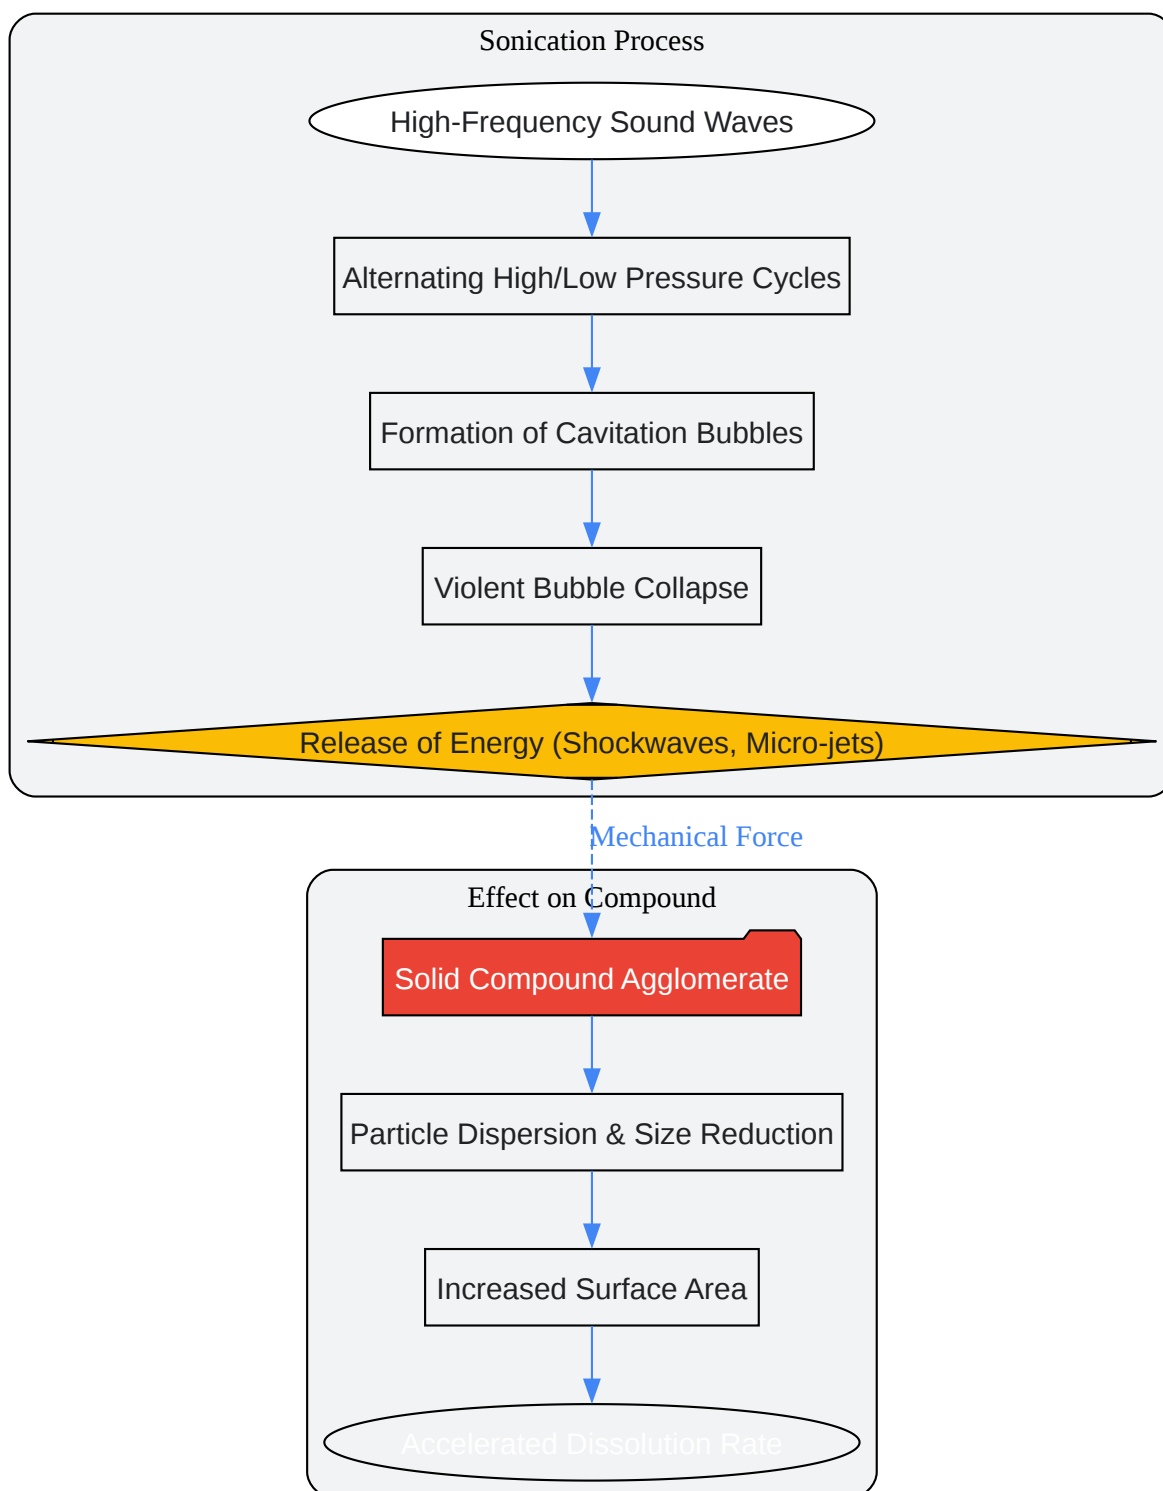 Sonication Process
High-Frequency Sound Waves
Alternating High/Low Pressure Cycles
Formation of Cavitation Bubbles
Violent Bubble Collapse
Release of Energy (Shockwaves, Micro-jets)
Mechanical Force
Effect on Compound
Solid Compound Agglomerate
Particle Dispersion & Size Reduction
Increased Surface Area
Accelerated Dissolution Rate